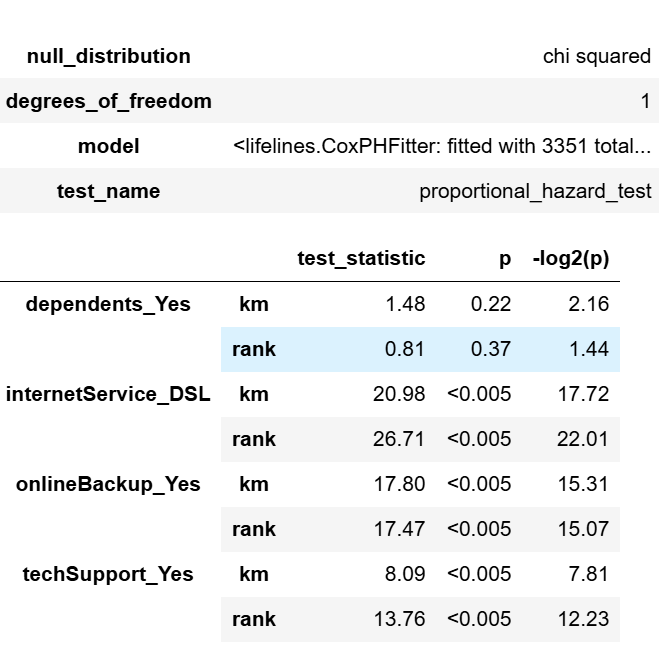 null_distribution chi squared
degrees_of_freedom 1
model <lifelines.CoxPHFitter: fitted with 3351 total...
test_name proportional_hazard_test
test_statistic p -log2(p)
dependents_Yes km 1.48 0.22 2.16
rank 0.81 0.37 1.44
internetService_DSL km 20.98 <0.005 17.72
rank 26.71 <0.005 22.01
onlineBackup_Yes km 17.80 <0.005 15.31
rank 17.47 <0.005 15.07
techSupport_Yes km 8.09 <0.005 7.81
rank 13.76 <0.005 12.23